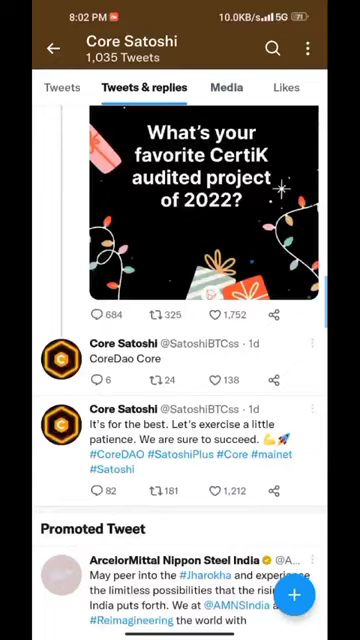 8:02 PM
10.0KB/s 5G 71
Core Satoshi
1,035 Tweets
Tweets Tweets & replies Media Likes
What's your
favorite CertiK
audited project
of 2022?
684 325 1,752
Core Satoshi @SatoshiBTCss · 1d
CoreDao Core
6 24 138
Core Satoshi @SatoshiBTCss · 1d
It's for the best. Let's exercise a little
patience. We are sure to succeed. 💪🚀
#CoreDAO #SatoshiPlus #Core #mainet
#Satoshi
82 181 1,212
Promoted Tweet
ArcelorMittal Nippon Steel India @A...
May peer into the #Jharokha and experience
the limitless possibilities that the rising
India puts forth. We at @AMNSIndia a
#Reimagineering the world with